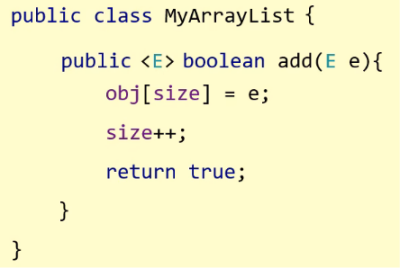 public class MyArrayList {
public <E> boolean add(E e){
obj[size] = e;
size++;
return true;
}
}